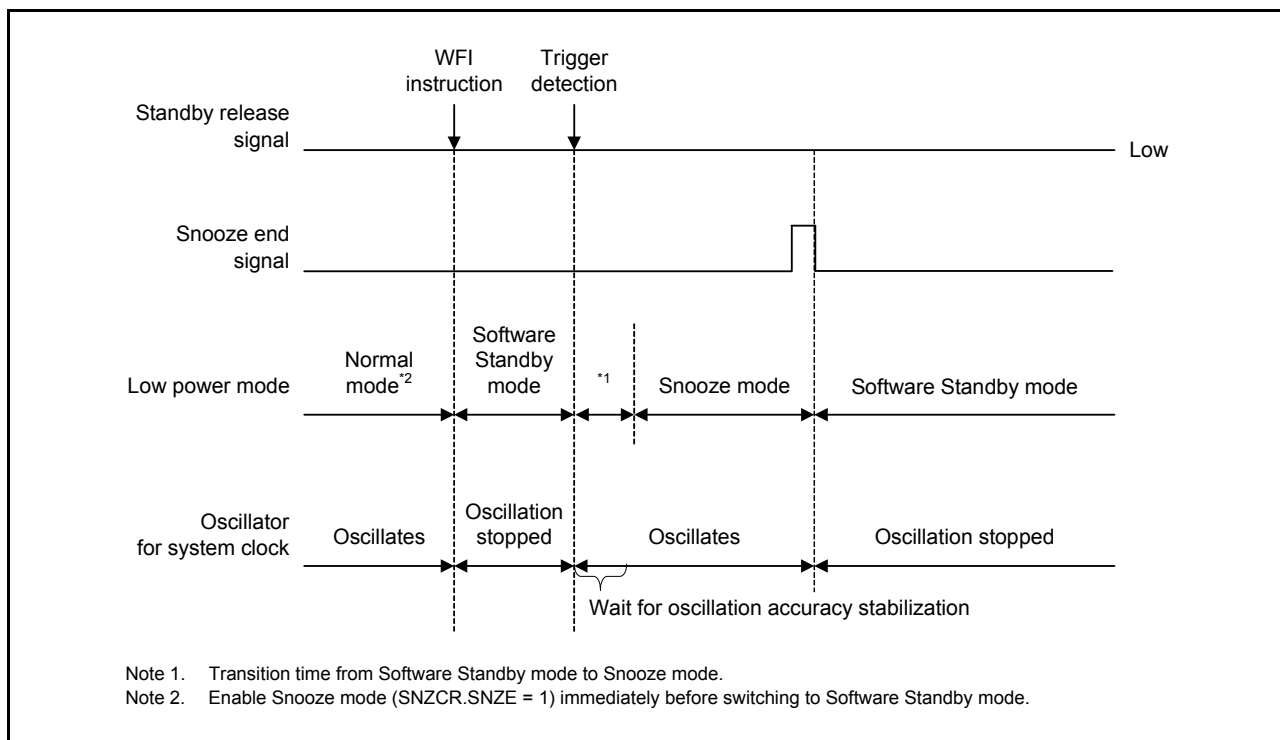 WFI
instruction
Trigger
detection
Standby release
signal
Low
Snooze end
signal
Low power mode
Normal
mode*2
Software
Standby
mode
*1
Snooze mode
Software Standby mode
Oscillator
for system clock
Oscillates
Oscillation
stopped
Oscillates
Oscillation stopped
Wait for oscillation accuracy stabilization
Note 1. Transition time from Software Standby mode to Snooze mode.
Note 2. Enable Snooze mode (SNZCR.SNZE = 1) immediately before switching to Software Standby mode.